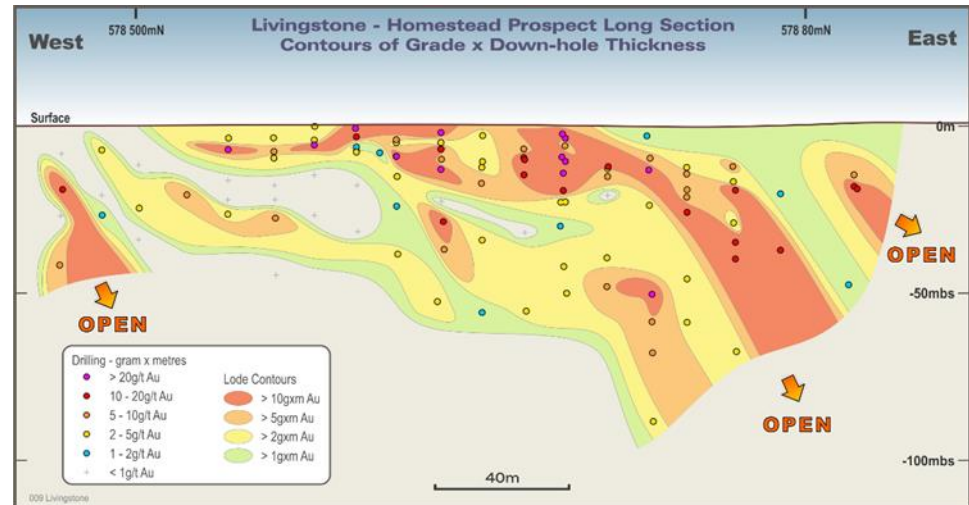 Livingstone - Homestead Prospect Long Section
Contours of Grade x Down-hole Thickness
West
578 500mN
578 80mN
East
Surface
0m
OPEN
-50mbs
OPEN
OPEN
-100mbs
Drilling - gram x metres
> 20g/t Au
10 - 20g/t Au
5 - 10g/t Au
2 - 5g/t Au
1 - 2g/t Au
< 1g/t Au
Lode Contours
> 10gxm Au
> 5gxm Au
> 2gxm Au
> 1gxm Au
40m
009 Livingstone